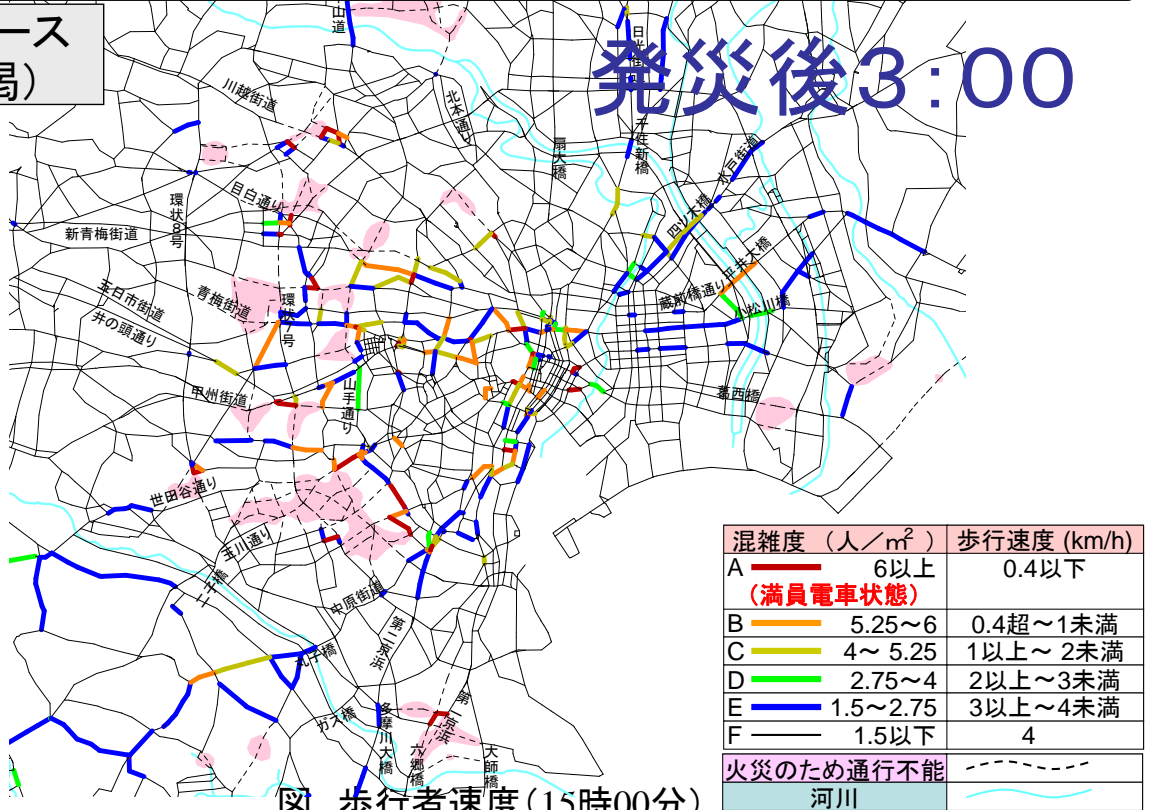 ース
発災後3:00
山道
川越街道
北本通り
扇大橋
千住新橋
水戸街道
目白通り
環状8号
新青梅街道
四ツ木橋
平井大橋
蔵前橋通り
小松川橋
五日市街道
青梅街道
井の頭通り
環状7号
甲州街道
山手通り
葛西橋
世田谷通り
玉川通り
二子橋
中原街道
第二京浜
丸子橋
ガス橋
多摩川大橋
六郷橋
第一京浜
大師橋
図 歩行者速度(15時00分)
混雑度 (人/㎡) 歩行速度 (km/h)
A 6以上 0.4以下
(満員電車状態)
B 5.25~6 0.4超~1未満
C 4~ 5.25 1以上~ 2未満
D 2.75~4 2以上~3未満
E 1.5~2.75 3以上~4未満
F 1.5以下 4
火災のため通行不能
河川